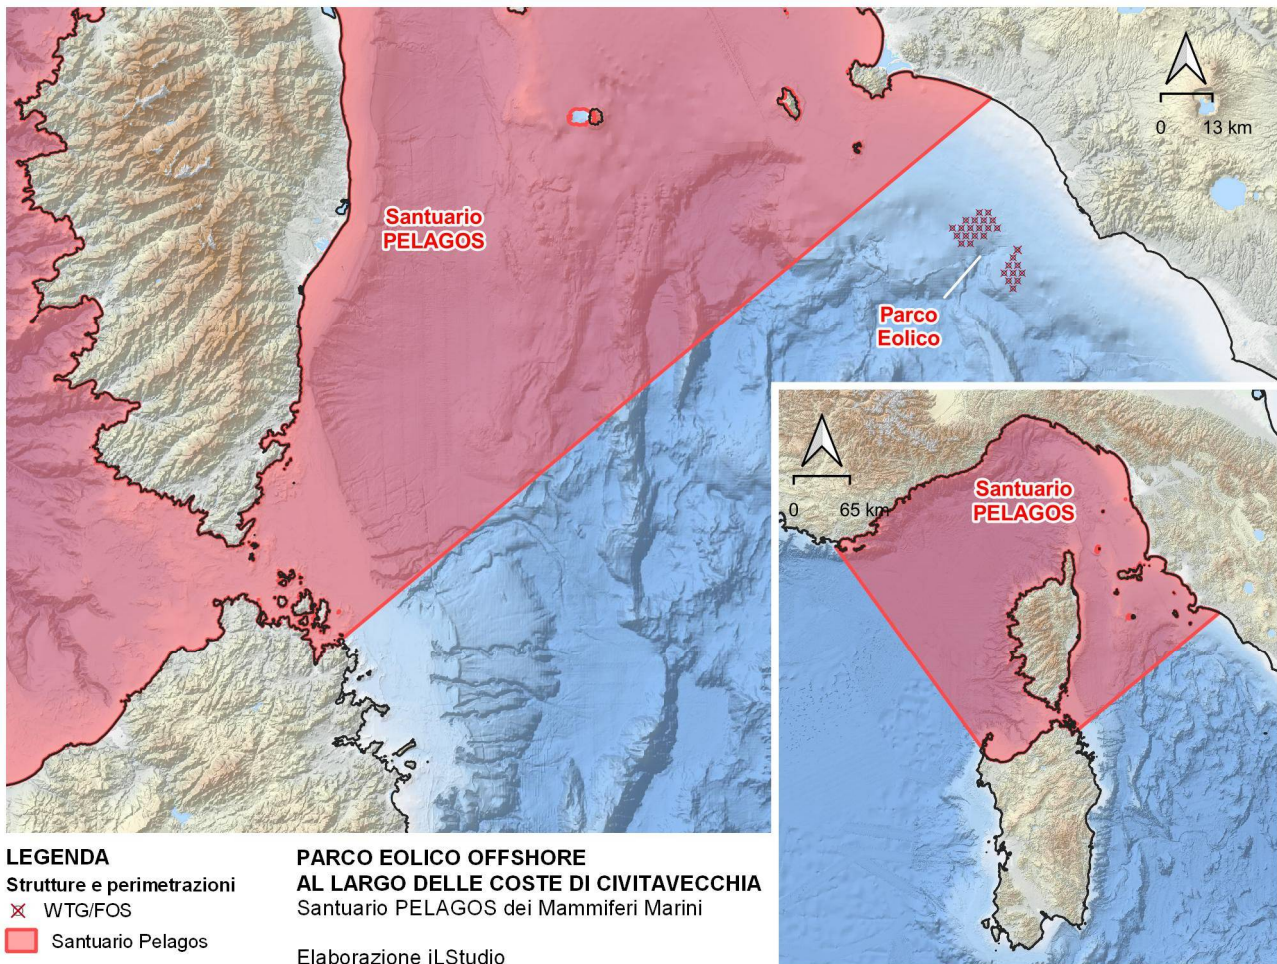 0 13 km
Santuario
PELAGOS
Parco
Eolico
0 65 km
Santuario
PELAGOS
LEGENDA
Strutture e perimetrazioni
WTG/FOS
Santuario Pelagos
PARCO EOLICO OFFSHORE
AL LARGO DELLE COSTE DI CIVITAVECCHIA
Santuario PELAGOS dei Mammiferi Marini
Elaborazione iLStudio